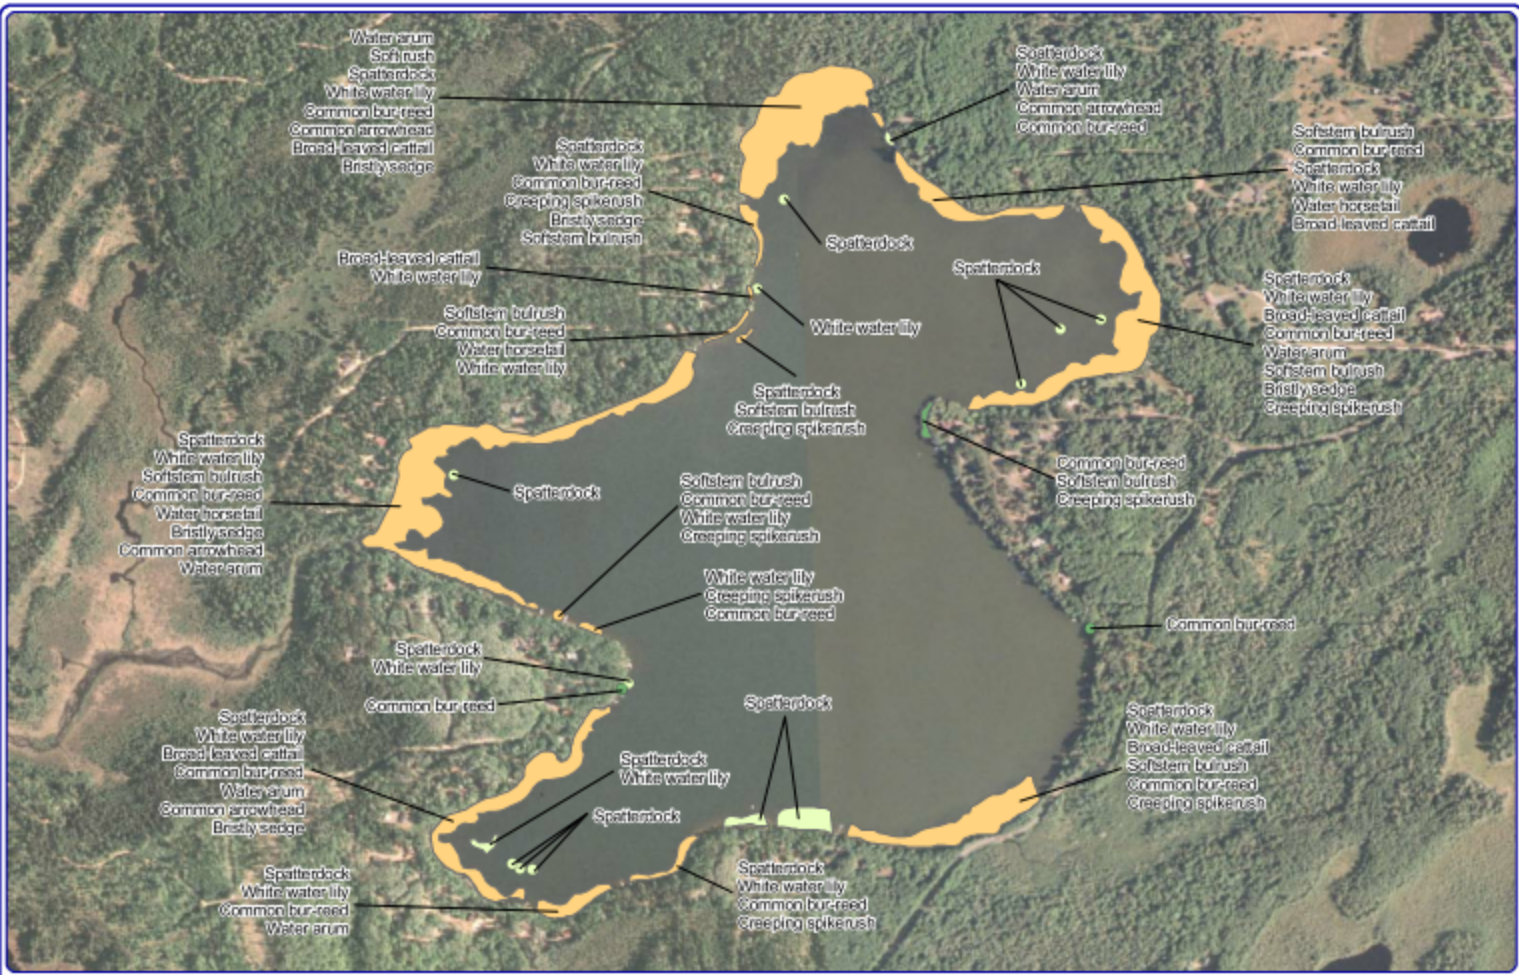 Water arum
Soft rush
Spatterdock
White water lily
Common bur-reed
Common arrowhead
Broad-leaved cattail
Bristly sedge
Spatterdock
White water lily
Water arum
Common arrowhead
Common bur-reed
Spatterdock
White water lily
Common bur-reed
Creeping spikerush
Bristly sedge
Softstem bulrush
Softstem bulrush
Common bur-reed
Spatterdock
White water lily
Water horsetail
Broad-leaved cattail
Spatterdock
Broad-leaved cattail
White water lily
Spatterdock
Spatterdock
White water lily
Broad-leaved cattail
Common bur-reed
Water arum
Softstem bulrush
Bristly sedge
Creeping spikerush
Softstem bulrush
Common bur-reed
Water horsetail
White water lily
White water lily
Spatterdock
Softstem bulrush
Creeping spikerush
Spatterdock
White water lily
Softstem bulrush
Common bur-reed
Water horsetail
Bristly sedge
Common arrowhead
Water arum
Spatterdock
Softstem bulrush
Common bur-reed
White water lily
Creeping spikerush
Common bur-reed
Softstem bulrush
Creeping spikerush
White water lily
Creeping spikerush
Common bur-reed
Common bur-reed
Spatterdock
White water lily
Common bur-reed
Spatterdock
Spatterdock
White water lily
Broad-leaved cattail
Common bur-reed
Water arum
Common arrowhead
Bristly sedge
Spatterdock
White water lily
Spatterdock
Spatterdock
White water lily
Broad-leaved cattail
Softstem bulrush
Common bur-reed
Creeping spikerush
Spatterdock
White water lily
Common bur-reed
Water arum
Spatterdock
White water lily
Common bur-reed
Creeping spikerush